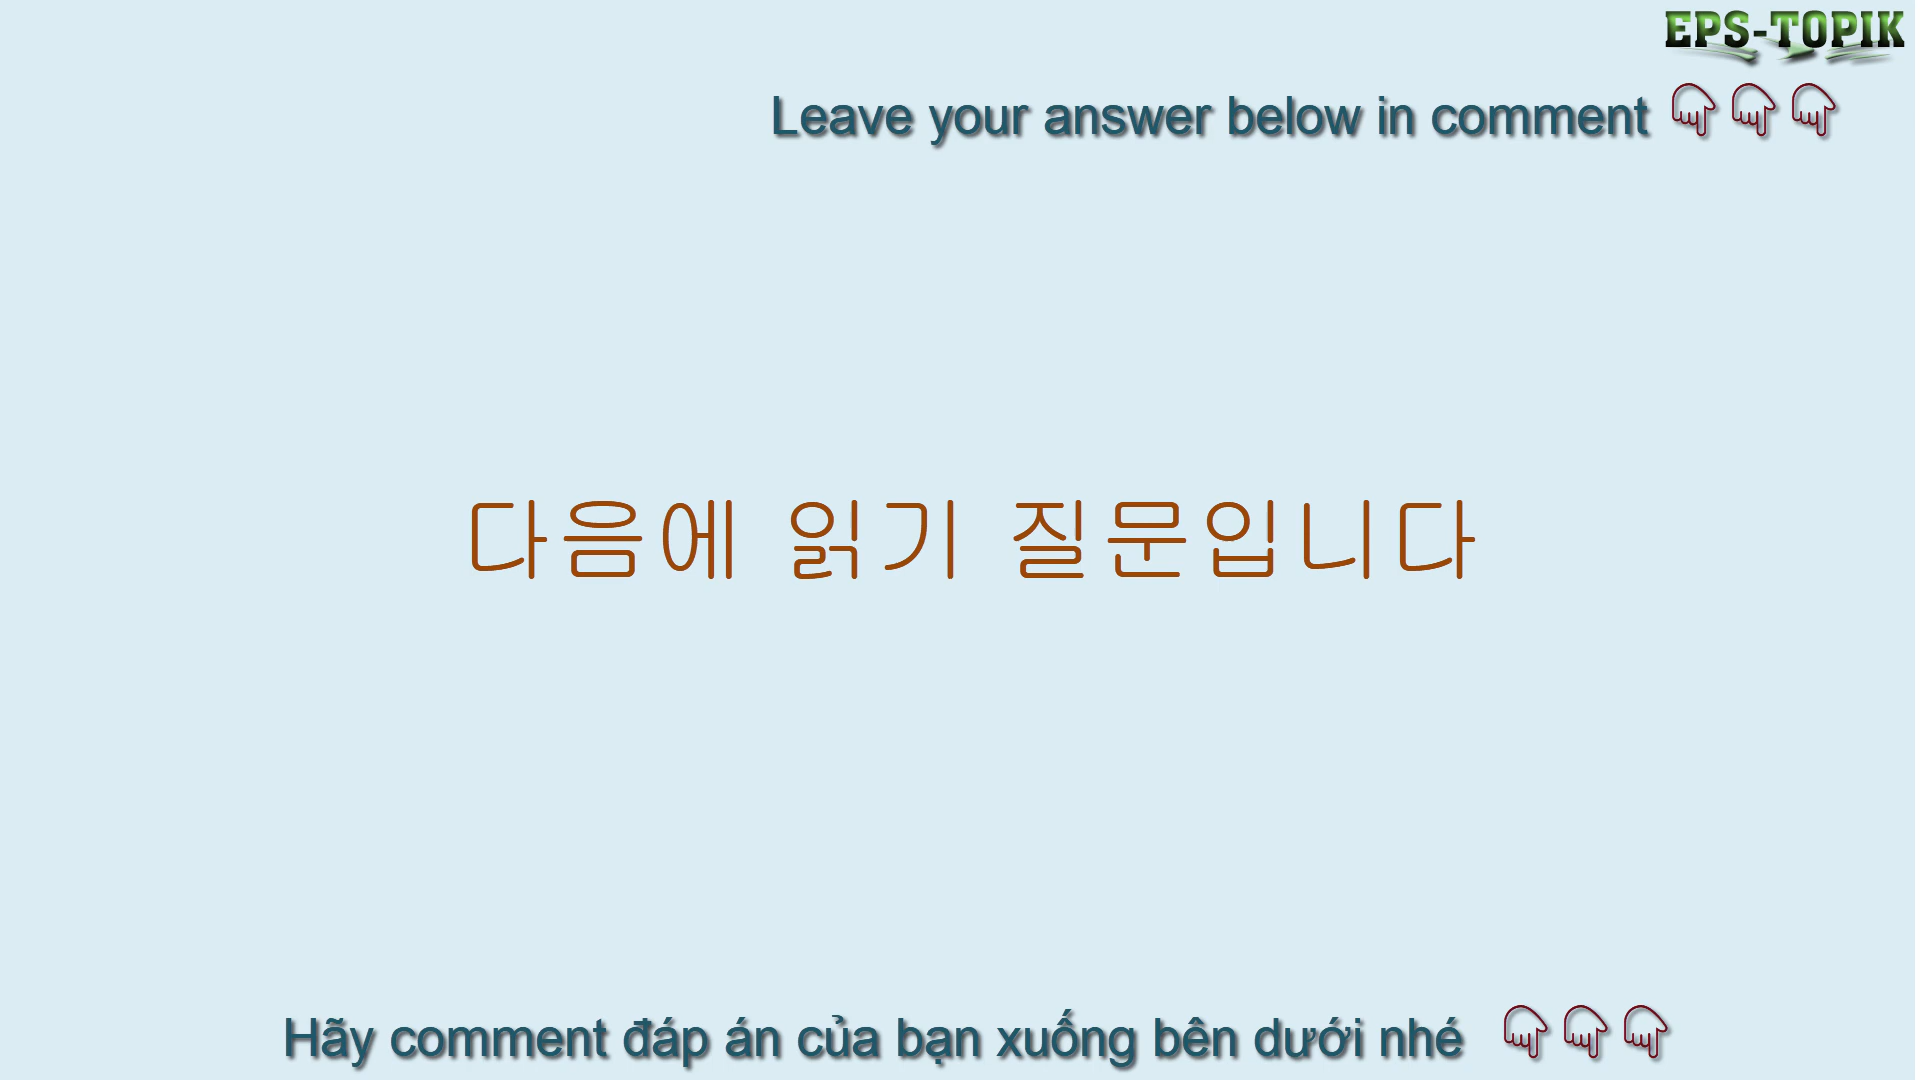 EPS-TOPIK
Leave your answer below in comment
다음에 읽기 질문입니다
Hãy comment đáp án của bạn xuống bên dưới nhé